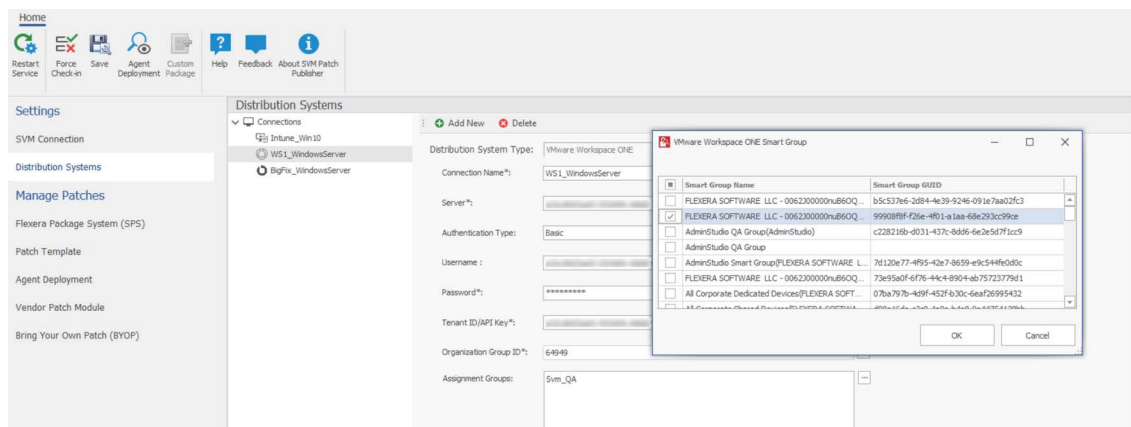 Home
Restart Service
Force Check-in
Save
Agent Deployment
Custom Package
Help
Feedback
About SVM Patch Publisher
Settings
SVM Connection
Distribution Systems
Manage Patches
Flexera Package System (SPS)
Patch Template
Agent Deployment
Vendor Patch Module
Bring Your Own Patch (BYOP)
Distribution Systems
Connections
Intune_Win10
WS1_WindowsServer
BigFix_WindowsServer
Add New Delete
Distribution System Type: VMware Workspace ONE
Connection Name*: WS1_WindowsServer
Server*:
Authentication Type: Basic
Username :
Password*: *********
Tenant ID/API Key*:
Organization Group ID*: 64949
Assignment Groups: Svm_QA
VMware Workspace ONE Smart Group
Smart Group Name Smart Group GUID
FLEXERA SOFTWARE LLC - 0062J00000nuB6OQ... b5c537e6-2d84-4e39-9246-091e7aa02fc3
FLEXERA SOFTWARE LLC - 0062J00000nuB6OQ... 99908f8f-f26e-4f01-a1aa-68e293cc99ce
AdminStudio QA Group(AdminStudio) c228216b-d031-437c-8dd6-6e2e5d7f1cc9
AdminStudio QA Group
AdminStudio Smart Group(FLEXERA SOFTWARE L... 7d120e77-4f95-42e7-8659-e9c544fe0d0c
FLEXERA SOFTWARE LLC - 0062J00000nuB6OQ... 73e95a0f-6f76-44c4-8904-ab75723779d1
All Corporate Dedicated Devices(FLEXERA SOFT... 07ba797b-4d9f-452f-b30c-6eaf26995432
OK Cancel